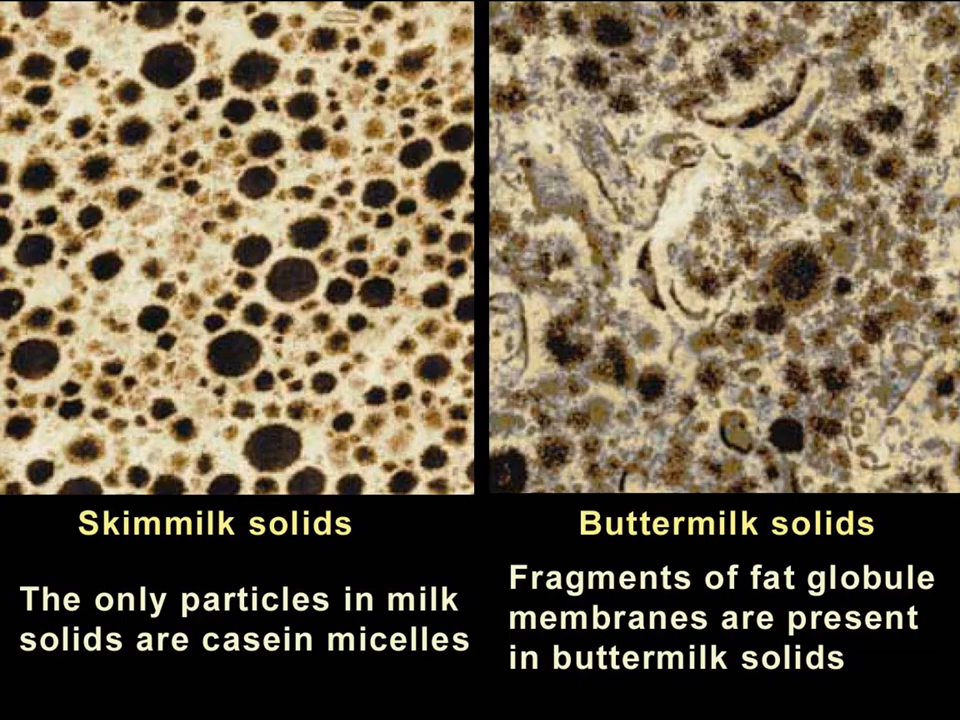 Skimmilk solids
The only particles in milk
solids are casein micelles
Buttermilk solids
Fragments of fat globule
membranes are present
in buttermilk solids